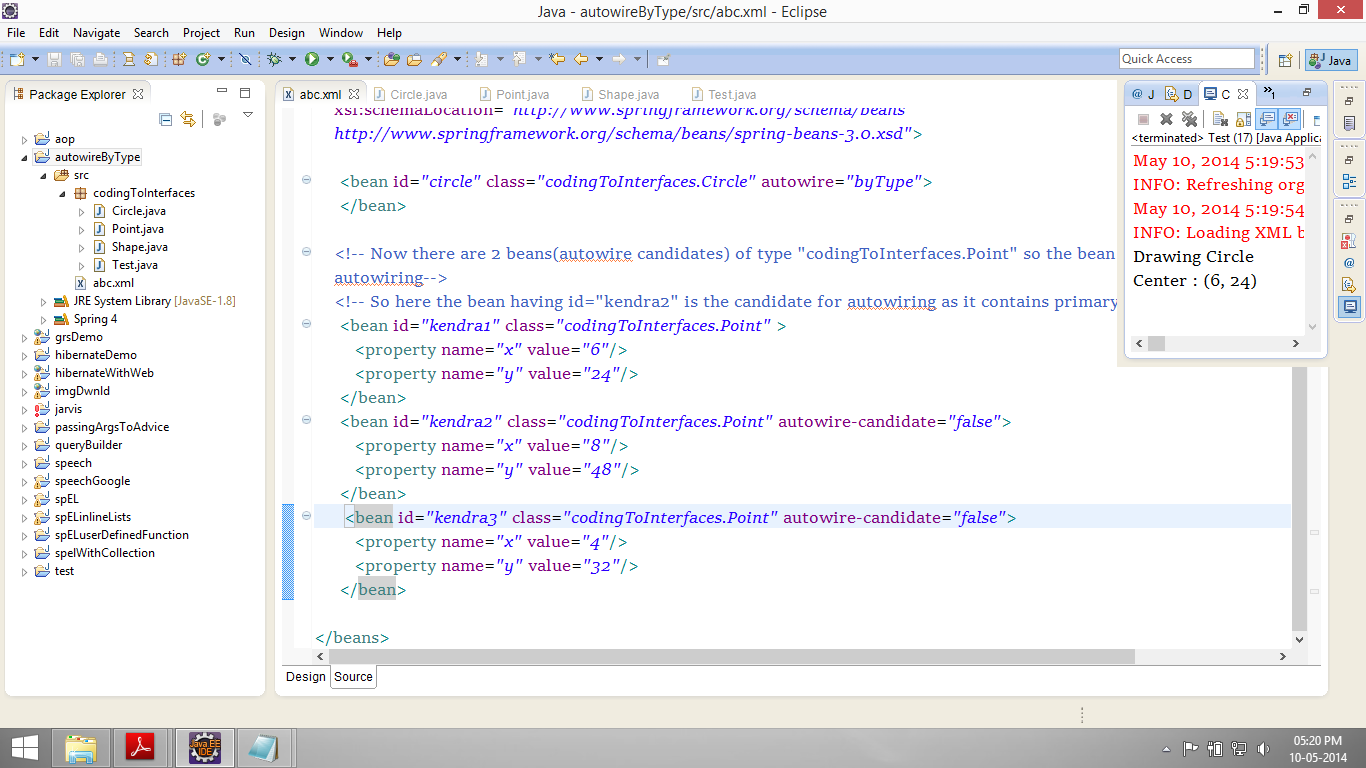 Java - autowireByType/src/abc.xml - Eclipse
File Edit Navigate Search Project Run Design Window Help
Quick Access
Java
Package Explorer
aop
autowireByType
src
codingToInterfaces
Circle.java
Point.java
Shape.java
Test.java
abc.xml
JRE System Library [JavaSE-1.8]
Spring 4
grsDemo
hibernateDemo
hibernateWithWeb
imgDwnld
jarvis
passingArgsToAdvice
queryBuilder
speech
speechGoogle
spEL
spELinlineLists
spELuserDefinedFunction
spelWithCollection
test
abc.xml Circle.java Point.java Shape.java Test.java
xsi:schemaLocation="http://www.springframework.org/schema/beans
http://www.springframework.org/schema/beans/spring-beans-3.0.xsd">
<bean id="circle" class="codingToInterfaces.Circle" autowire="byType">
</bean>
<!-- Now there are 2 beans(autowire candidates) of type "codingToInterfaces.Point" so the bean
autowiring-->
<!-- So here the bean having id="kendra2" is the candidate for autowiring as it contains primary
<bean id="kendra1" class="codingToInterfaces.Point" >
<property name="x" value="6"/>
<property name="y" value="24"/>
</bean>
<bean id="kendra2" class="codingToInterfaces.Point" autowire-candidate="false">
<property name="x" value="8"/>
<property name="y" value="48"/>
</bean>
<bean id="kendra3" class="codingToInterfaces.Point" autowire-candidate="false">
<property name="x" value="4"/>
<property name="y" value="32"/>
</bean>
</beans>
Design Source
@ J D C »1
<terminated> Test (17) [Java Applica
May 10, 2014 5:19:53
INFO: Refreshing org
May 10, 2014 5:19:54
INFO: Loading XML b
Drawing Circle
Center : (6, 24)
Java EE
IDE
05:20 PM
10-05-2014